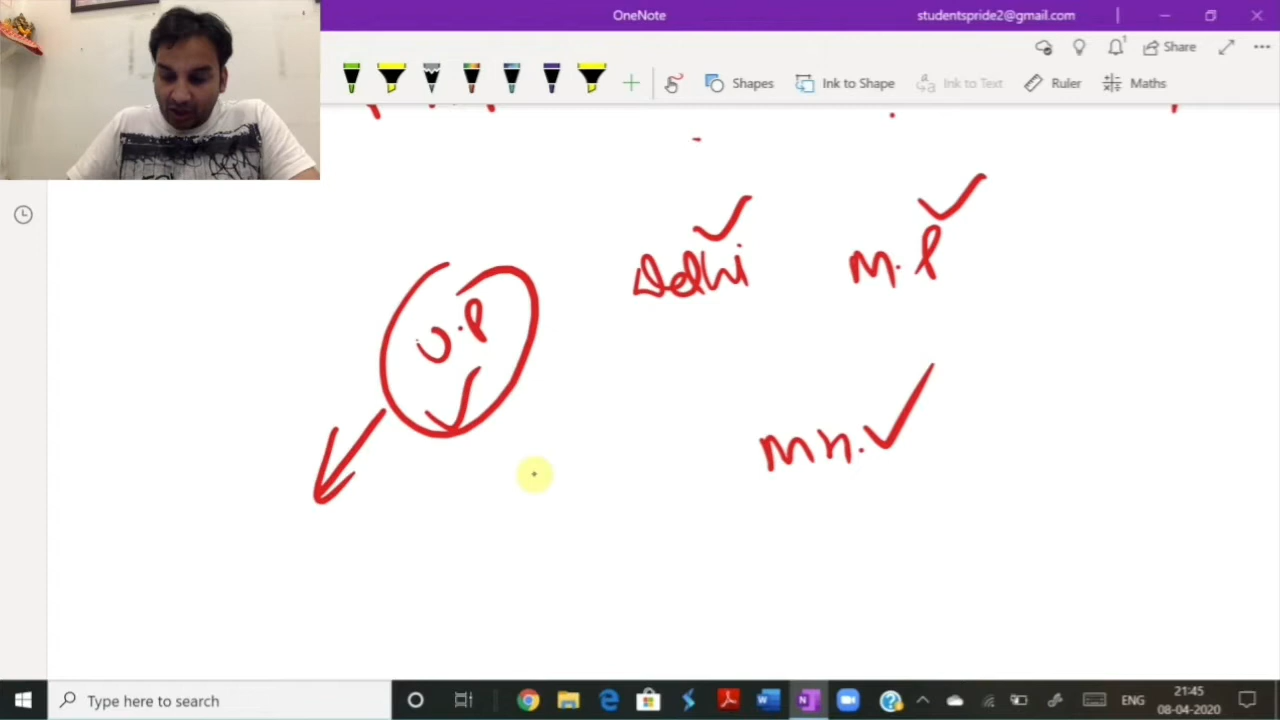 OneNote
studentspride2@gmail.com
1
Share
Shapes
Ink to Shape
Ink to Text
Ruler
Maths
Delhi
M.P
U.P
Mh.
Type here to search
ENG
21:45
08-04-2020